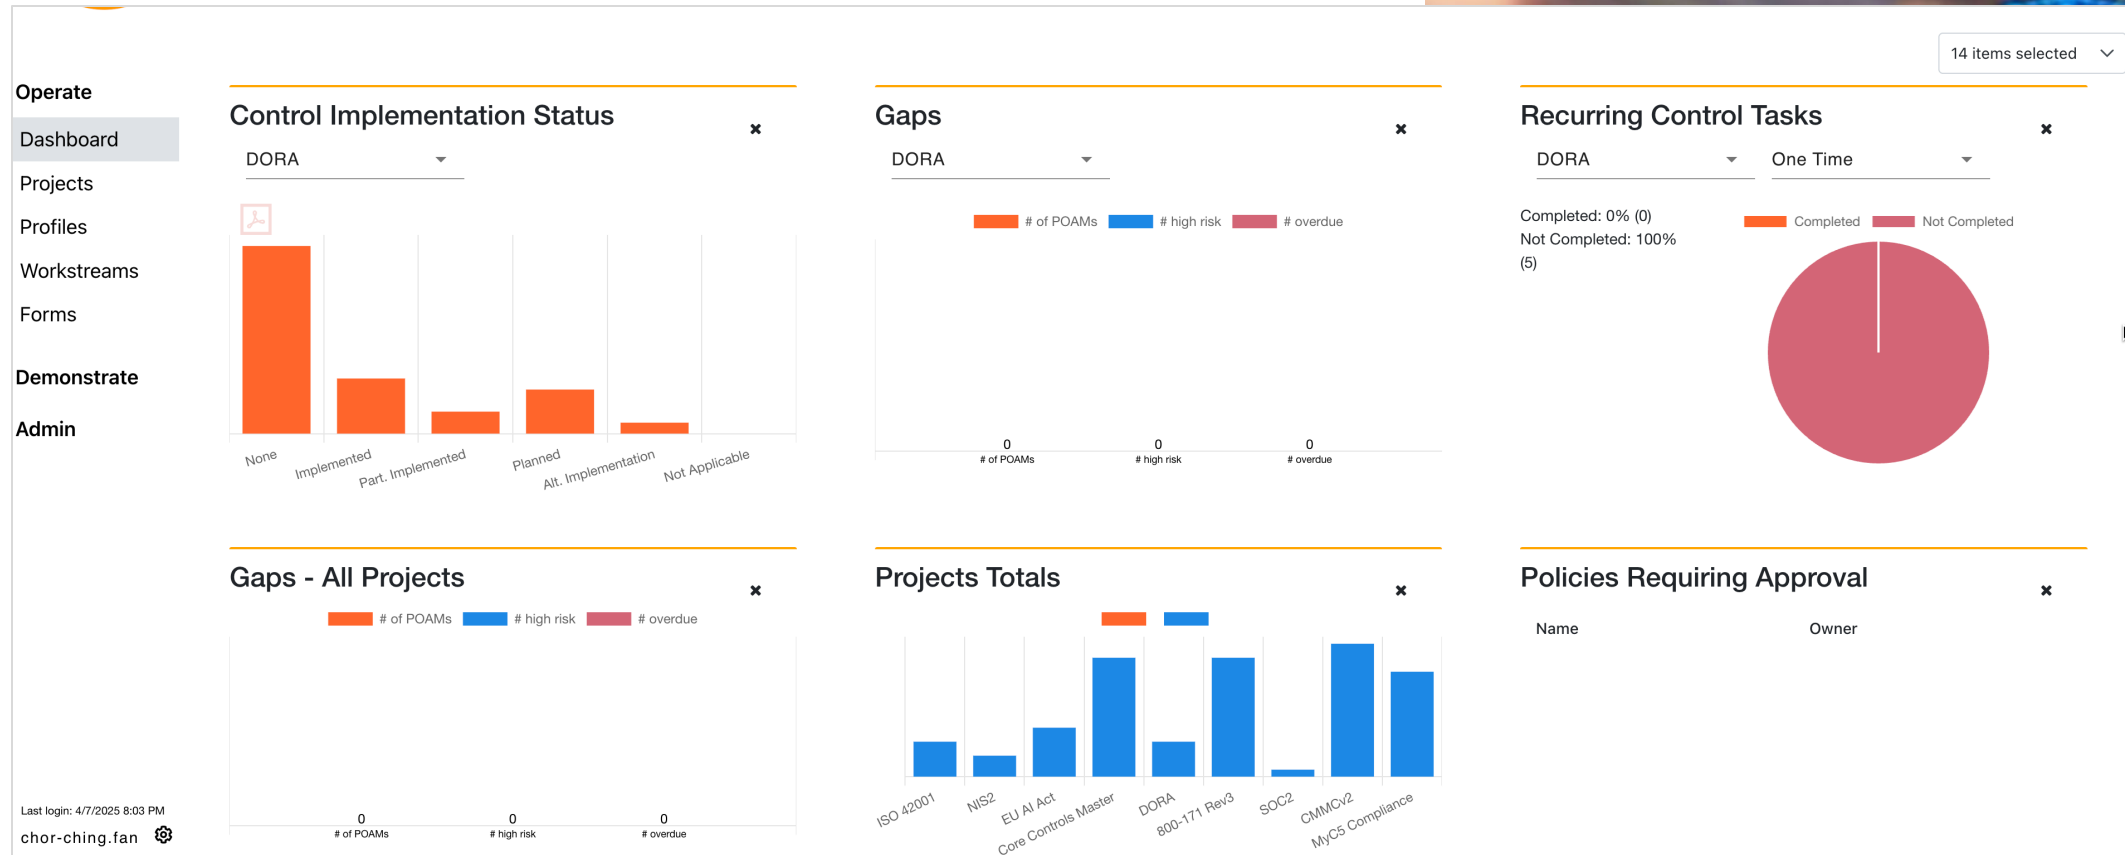 14 items selected
Operate
Dashboard
Projects
Profiles
Workstreams
Forms
Demonstrate
Admin
Last login: 4/7/2025 8:03 PM
chor-ching.fan
Control Implementation Status
DORA
None
Implemented
Part. Implemented
Planned
Alt. Implementation
Not Applicable
Gaps
DORA
# of POAMs # high risk # overdue
0 0 0
# of POAMs # high risk # overdue
Recurring Control Tasks
DORA One Time
Completed: 0% (0)
Not Completed: 100%
(5)
Completed Not Completed
Gaps - All Projects
# of POAMs # high risk # overdue
0 0 0
# of POAMs # high risk # overdue
Projects Totals
ISO 42001
NIS2
EU AI Act
Core Controls Master
DORA
800-171 Rev3
SOC2
CMMCv2
MyC5 Compliance
Policies Requiring Approval
Name Owner